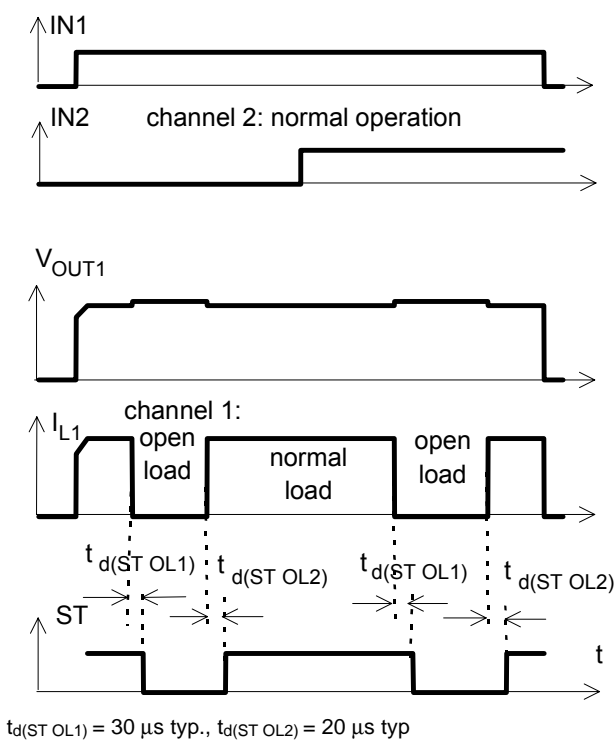 IN1
IN2 channel 2: normal operation
VOUT1
IL1
channel 1:
open
load
normal
load
open
load
td(ST OL1)
td(ST OL2)
td(ST OL1)
td(ST OL2)
ST
t
td(ST OL1) = 30 μs typ., td(ST OL2) = 20 μs typ